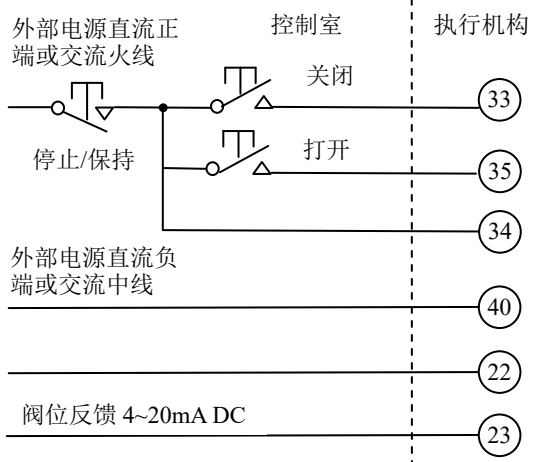 外部电源直流正
端或交流火线
控制室
执行机构
关闭
33
停止/保持
打开
35
34
外部电源直流负
端或交流中线
40
22
阀位反馈 4~20mA DC
23